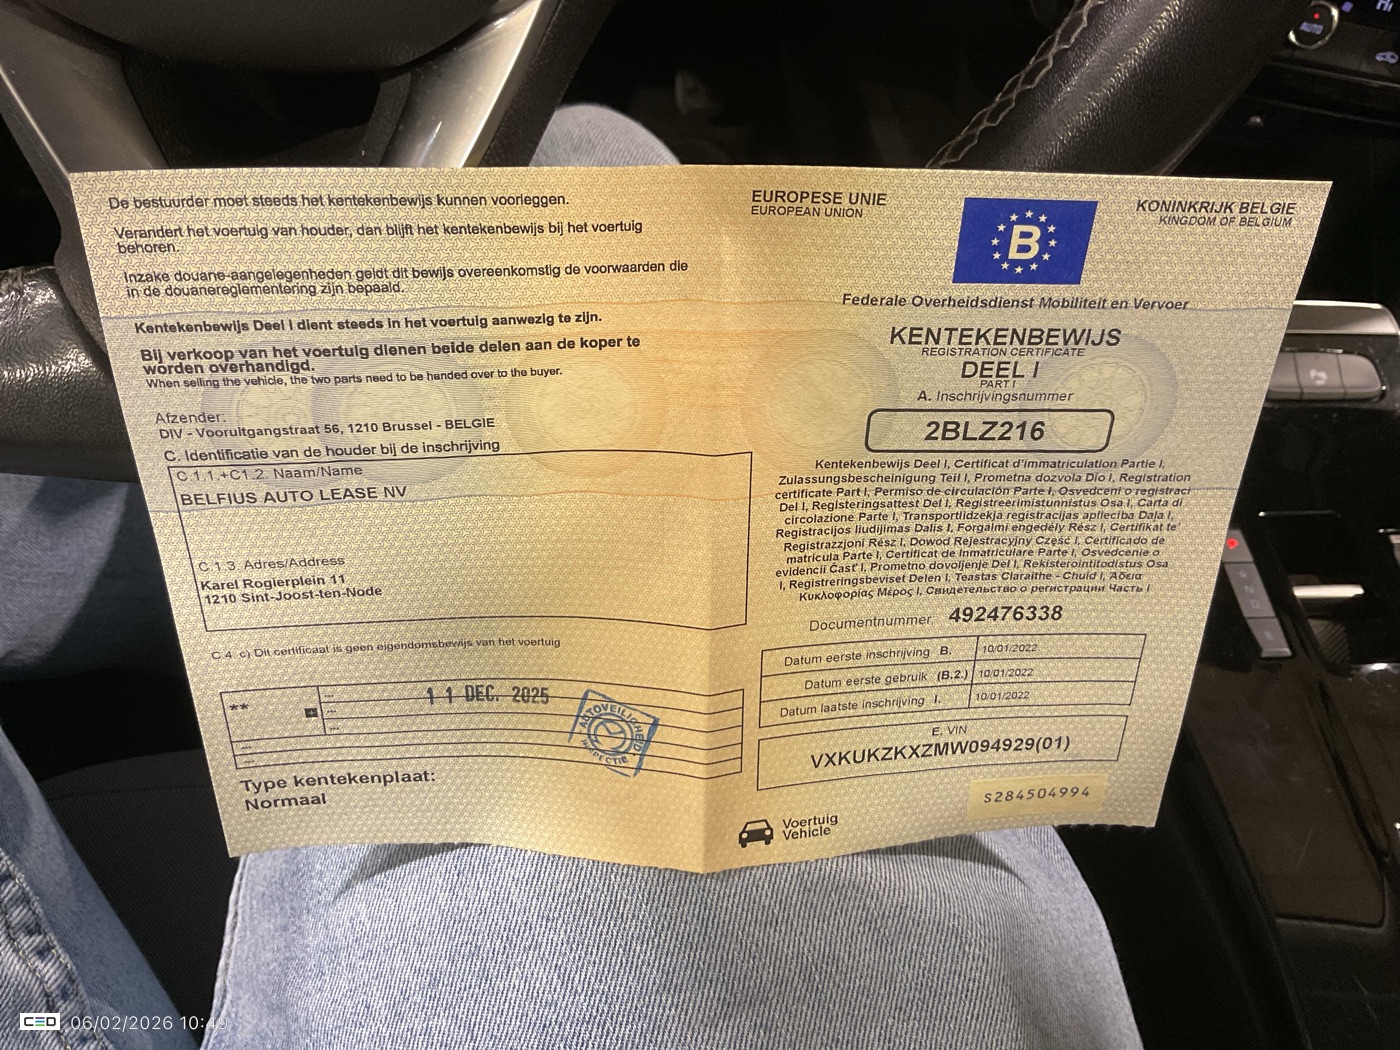 De bestuurder moet steeds het kentekenbewijs kunnen voorleggen.
Verandert het voertuig van houder, dan blijft het kentekenbewijs bij het voertuig
behoren.
Inzake douane-aangelegenheden geldt dit bewijs overeenkomstig de voorwaarden die
in de douanereglementering zijn bepaald.
Kentekenbewijs Deel I dient steeds in het voertuig aanwezig te zijn.
Bij verkoop van het voertuig dienen beide delen aan de koper te
worden overhandigd.
When selling the vehicle, the two parts need to be handed over to the buyer.
Afzender:
DIV - Vooruitgangstraat 56, 1210 Brussel - BELGIE
C. Identificatie van de houder bij de inschrijving
C 1.1.+C1.2. Naam/Name
BELFIUS AUTO LEASE NV
C 1.3. Adres/Address
Karel Rogierplein 11
1210 Sint-Joost-ten-Node
C.4. c) Dit certificaat is geen eigendomsbewijs van het voertuig
**
...
...
...
...
...
11 DEC. 2025
AUTOVEILIGHEID
INSPECTIE
Type kentekenplaat:
Normaal
EUROPESE UNIE
EUROPEAN UNION
B
KONINKRIJK BELGIE
KINGDOM OF BELGIUM
Federale Overheidsdienst Mobiliteit en Vervoer
KENTEKENBEWIJS
REGISTRATION CERTIFICATE
DEEL I
PART I
A. Inschrijvingsnummer
2BLZ216
Kentekenbewijs Deel I, Certificat d'immatriculation Partie I,
Zulassungsbescheinigung Teil I, Prometna dozvola Dio I, Registration
certificate Part I, Permiso de circulación Parte I, Osvedceni o registraci
Del I, Registeringsattest Del I, Registreerimistunnistus Osa I, Carta di
circolazione Parte I, Transportlidzekja registracijas apliecība Dala I,
Registracijos liudijimas Dalis I, Forgalmi engedély Rész I, Certifikat te'
Registrazzjoni Rész I, Dowod Rejestracyjny Część I, Certificado de
matricula Parte I, Certificat de Inmatriculare Parte I, Osvedcenie o
evidencii Čast' I, Prometno dovoljenje Del I, Rekisterointitodistus Osa
I, Registreringsbeviset Delen I, Teastas Claraithe - Chuid I, Άδεια
Κυκλοφορίας Μέρος I, Свидетельство о регистрации Часть I
Documentnummer 492476338
Datum eerste inschrijving B. 10/01/2022
Datum eerste gebruik (B.2.) 10/01/2022
Datum laatste inschrijving I. 10/01/2022
E. VIN
VXKUKZKXZMW094929(01)
S284504994
Voertuig
Vehicle
AUTO
CED 06/02/2026 10:49